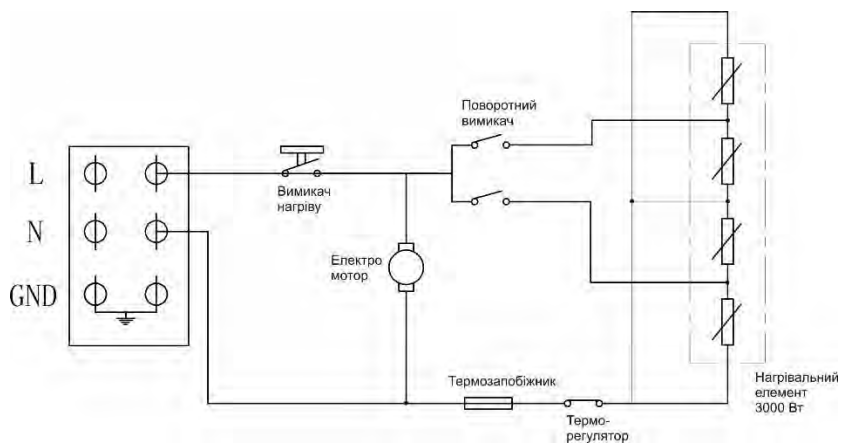 L
N
GND
Вимикач
нагріву
Електро
мотор
Поворотний
вимикач
Термозапобіжник
Термо-
регулятор
Нагрівальний
елемент
3000 Вт